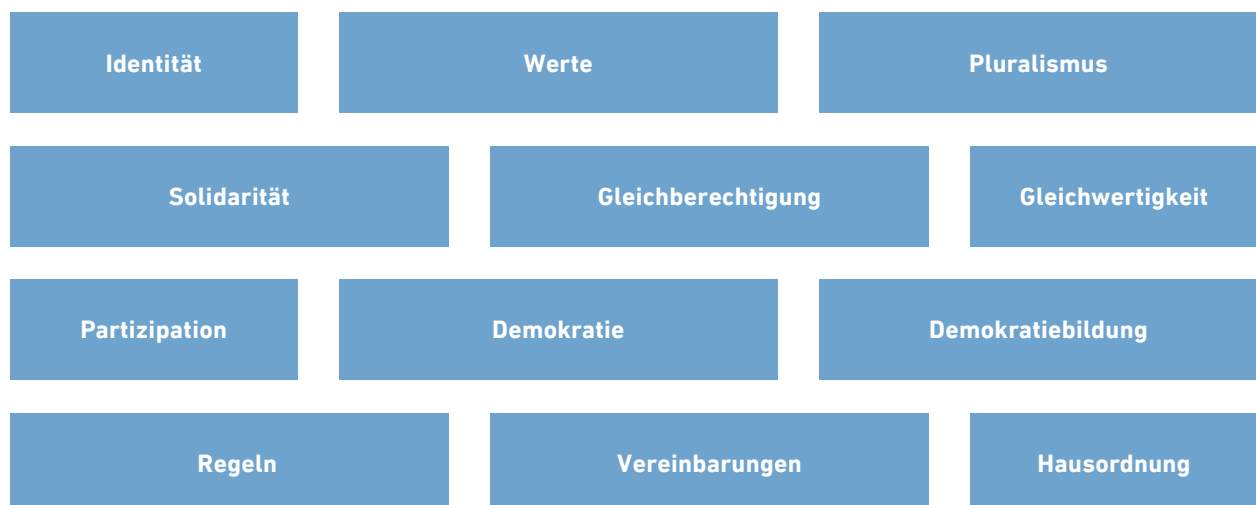 Identität Werte Pluralismus
Solidarität Gleichberechtigung Gleichwertigkeit
Partizipation Demokratie Demokratiebildung
Regeln Vereinbarungen Hausordnung